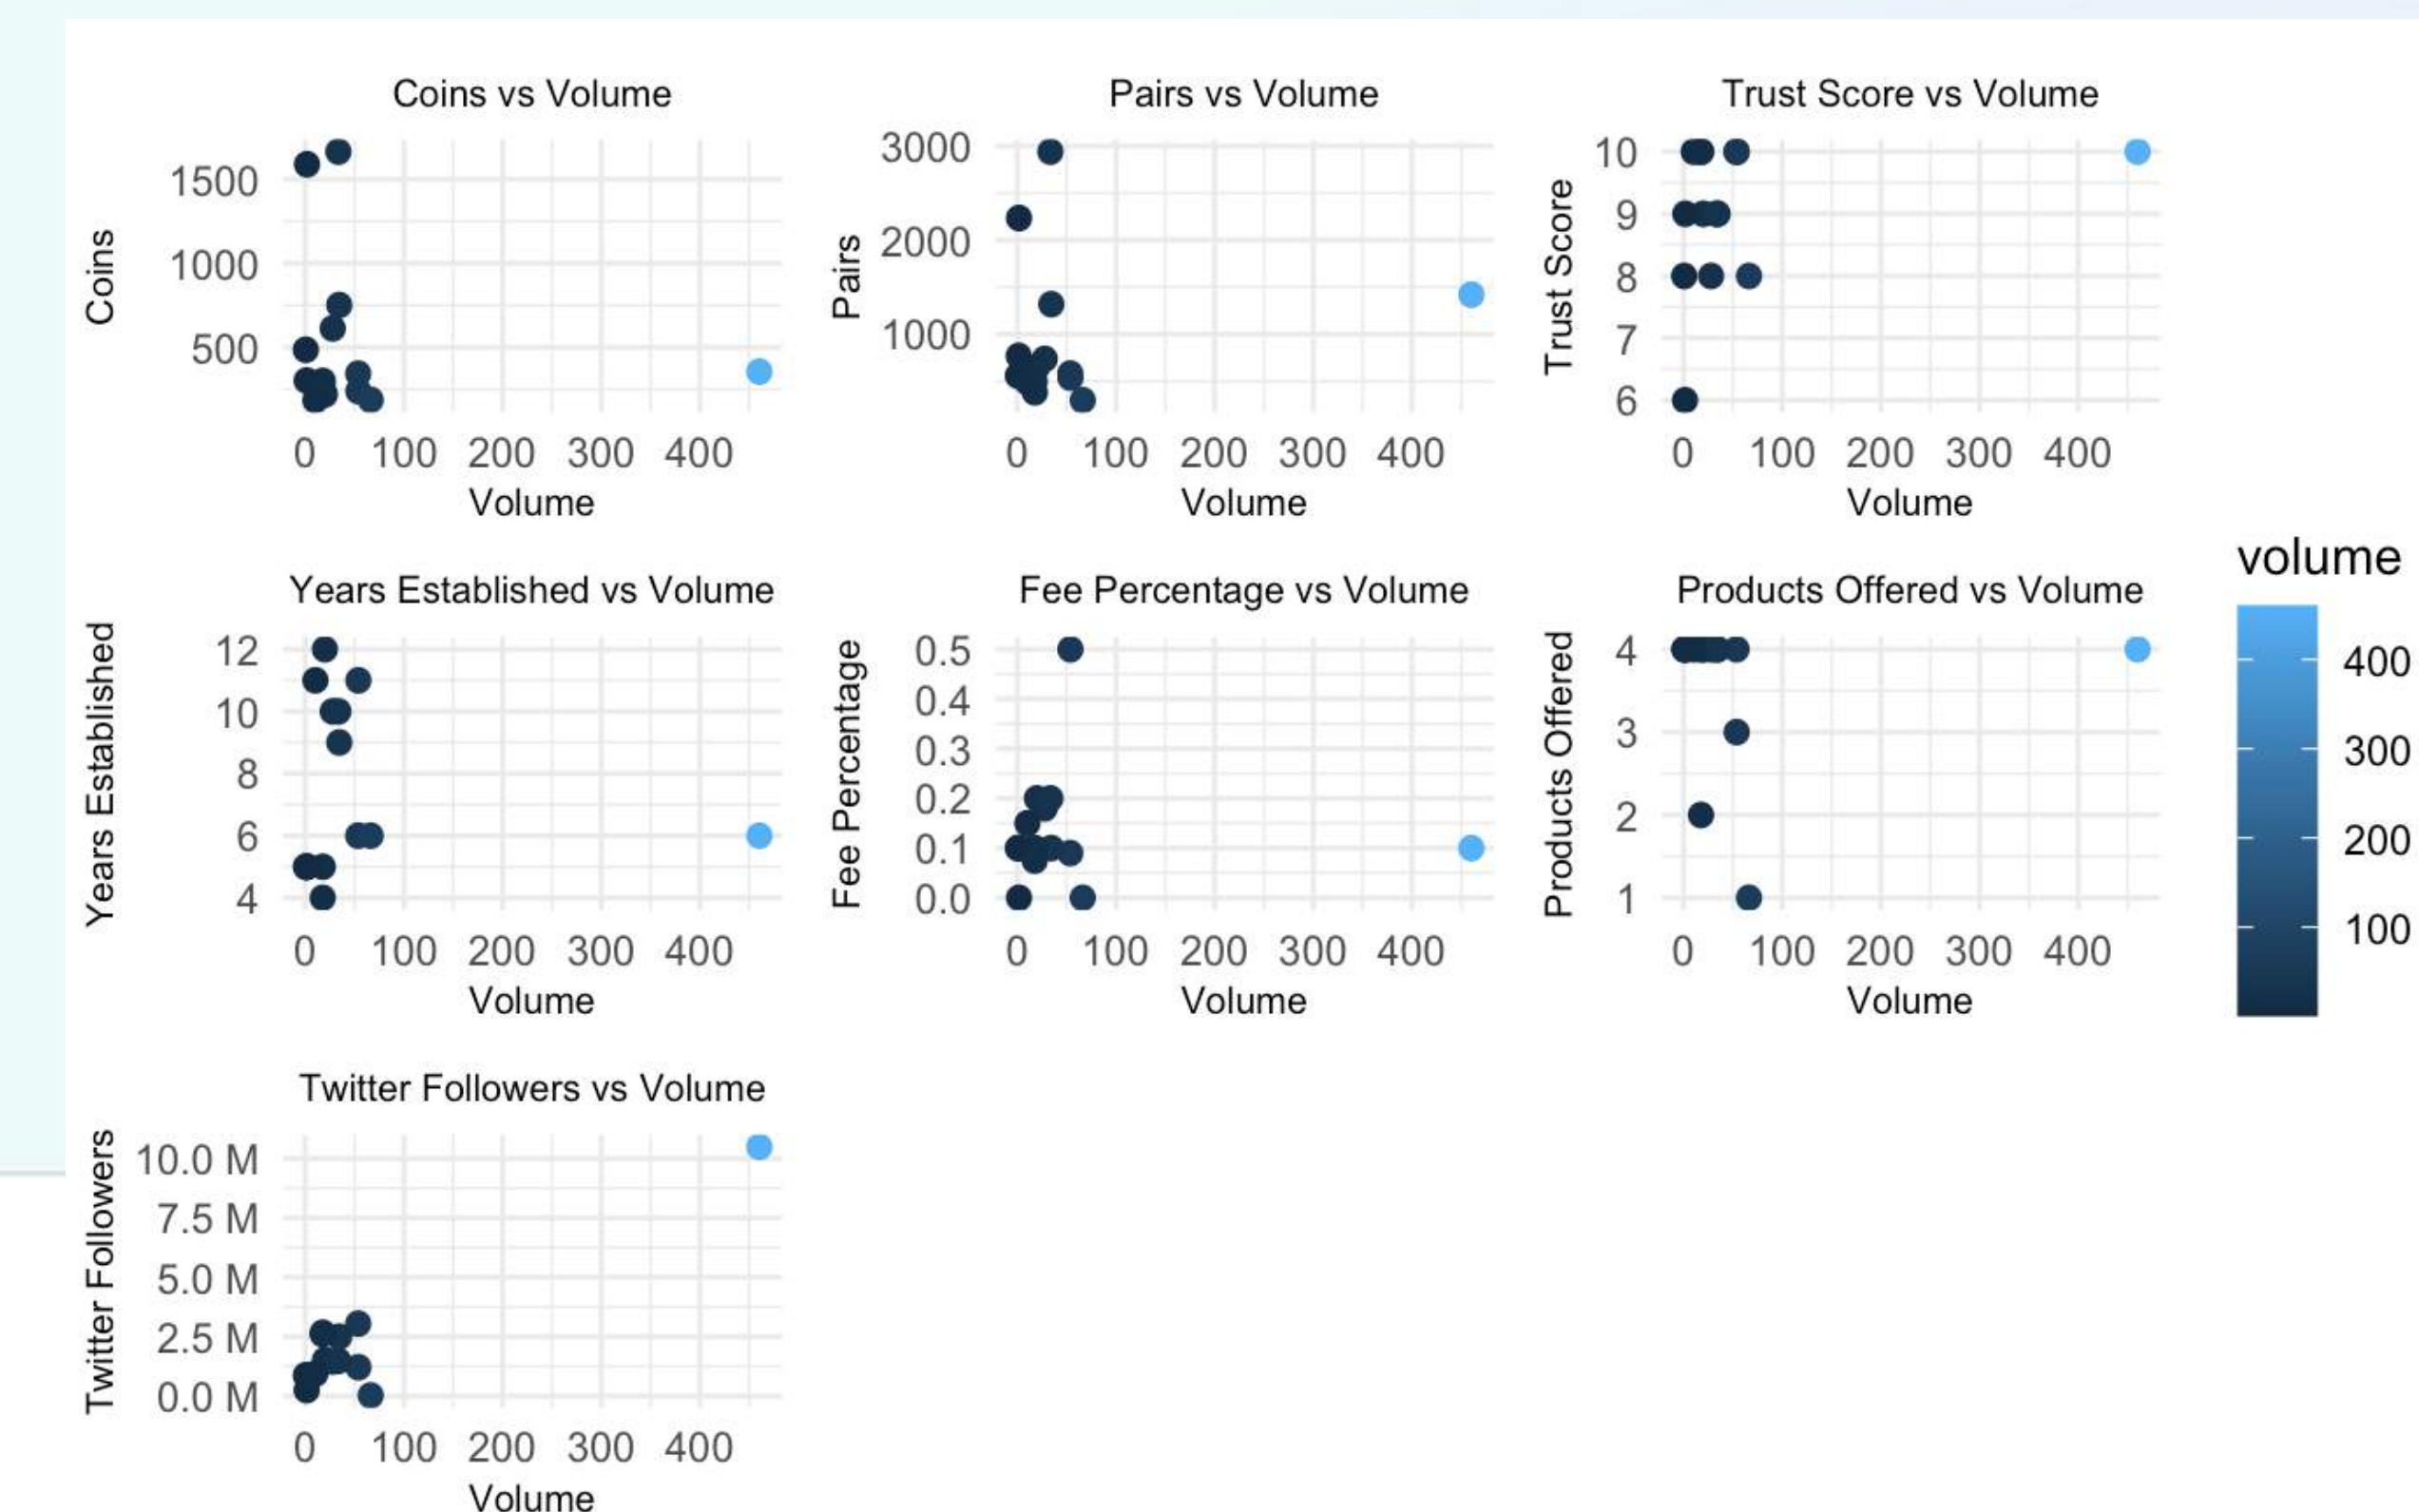 Coins vs Volume
Coins
1500
1000
500
0 100 200 300 400
Volume
Pairs vs Volume
Pairs
3000
2000
1000
0 100 200 300 400
Volume
Trust Score vs Volume
Trust Score
10
9
8
7
6
0 100 200 300 400
Volume
Years Established vs Volume
Years Established
12
10
8
6
4
0 100 200 300 400
Volume
Fee Percentage vs Volume
Fee Percentage
0.5
0.4
0.3
0.2
0.1
0.0
0 100 200 300 400
Volume
Products Offered vs Volume
Products Offered
4
3
2
1
0 100 200 300 400
Volume
volume
400
300
200
100
Twitter Followers vs Volume
Twitter Followers
10.0 M
7.5 M
5.0 M
2.5 M
0.0 M
0 100 200 300 400
Volume